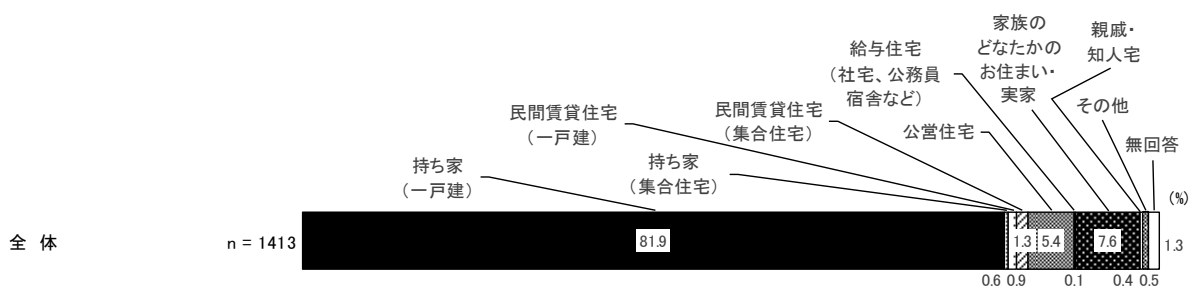 家族の
どなたかの
お住まい・
実家
親戚・
知人宅
給与住宅
（社宅、公務員
宿舎など）
その他
民間賃貸住宅
（一戸建）
民間賃貸住宅
（集合住宅）
公営住宅
無回答
持ち家
（一戸建）
持ち家
（集合住宅）
(%)
全 体 n = 1413 81.9 1.3 5.4 7.6 1.3
0.6 0.9 0.1 0.4 0.5